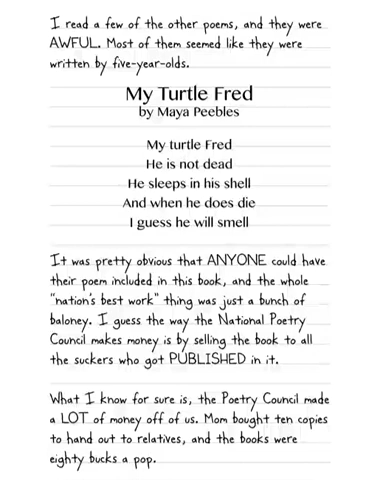 I read a few of the other poems, and they were
AWFUL. Most of them seemed like they were
written by five-year-olds.
My Turtle Fred
by Maya Peebles
My turtle Fred
He is not dead
He sleeps in his shell
And when he does die
I guess he will smell
It was pretty obvious that ANYONE could have
their poem included in this book, and the whole
"nation's best work" thing was just a bunch of
baloney. I guess the way the National Poetry
Council makes money is by selling the book to all
the suckers who got PUBLISHED in it.
What I know for sure is, the Poetry Council made
a LOT of money off of us. Mom bought ten copies
to hand out to relatives, and the books were
eighty bucks a pop.